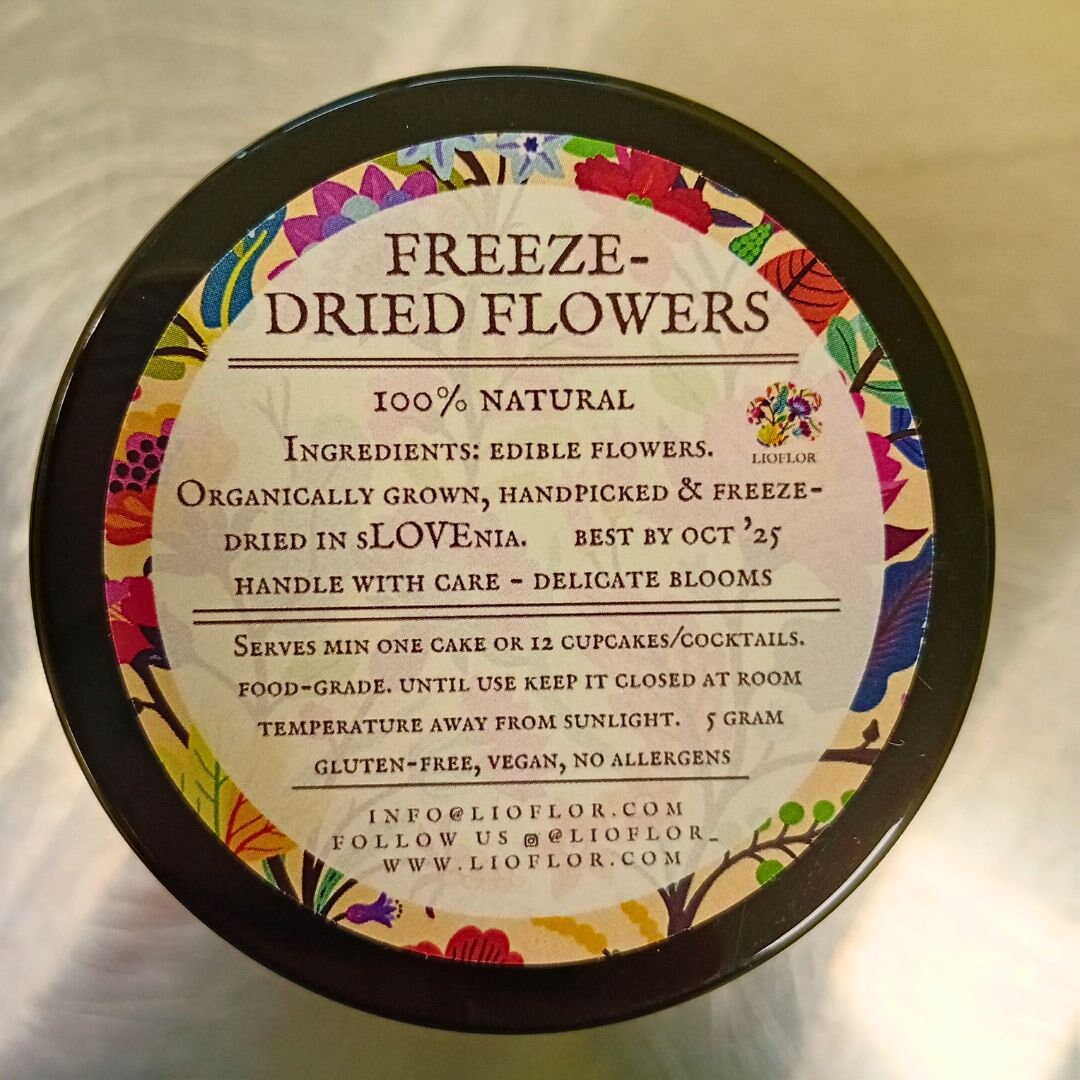 FREEZE-
DRIED FLOWERS
100% NATURAL
INGREDIENTS: EDIBLE FLOWERS.
LIOFLOR
ORGANICALLY GROWN, HANDPICKED & FREEZE-
DRIED IN sLOVENIA. BEST BY OCT '25
HANDLE WITH CARE - DELICATE BLOOMS
SERVES MIN ONE CAKE OR 12 CUPCAKES/COCKTAILS.
FOOD-GRADE. UNTIL USE KEEP IT CLOSED AT ROOM
TEMPERATURE AWAY FROM SUNLIGHT. 5 GRAM
GLUTEN-FREE, VEGAN, NO ALLERGENS
INFO@LIOFLOR.COM
FOLLOW US @LIOFLOR_
WWW.LIOFLOR.COM